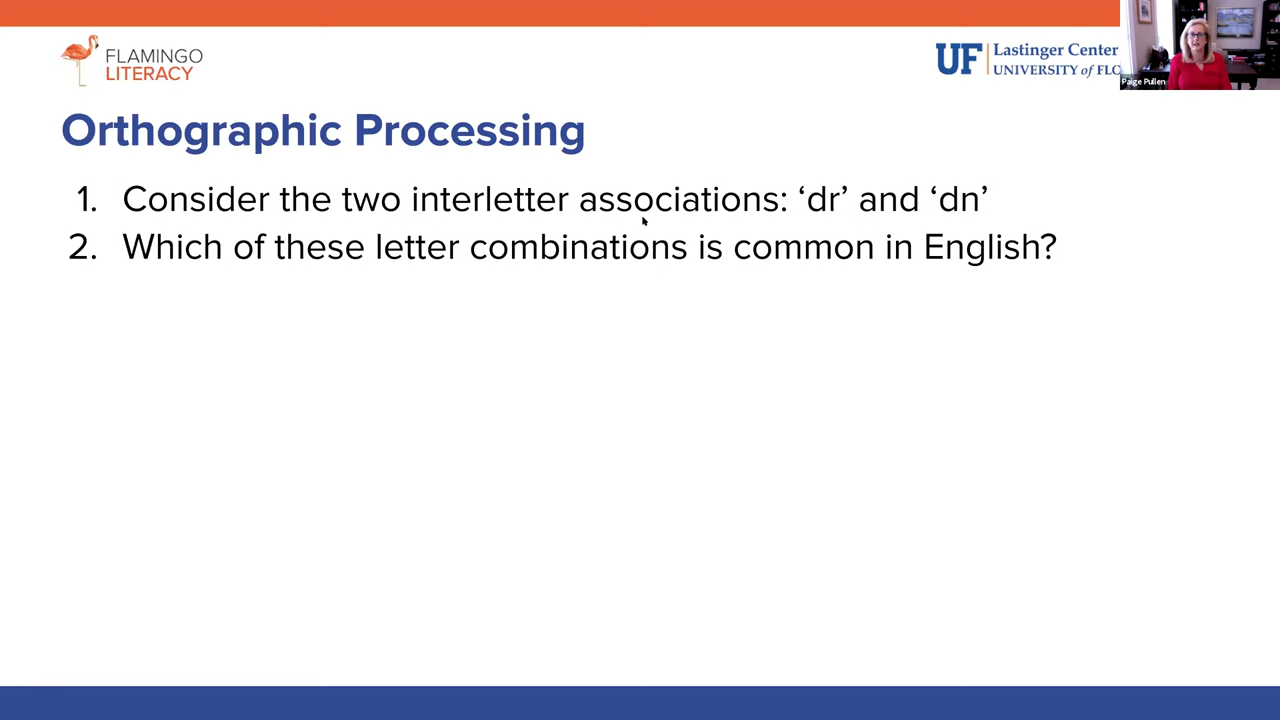 FLAMINGO
LITERACY
UF
Lastinger Center
UNIVERSITY of FLO
Paige Pullen
Orthographic Processing
1. Consider the two interletter associations: ‘dr’ and ‘dn’
2. Which of these letter combinations is common in English?